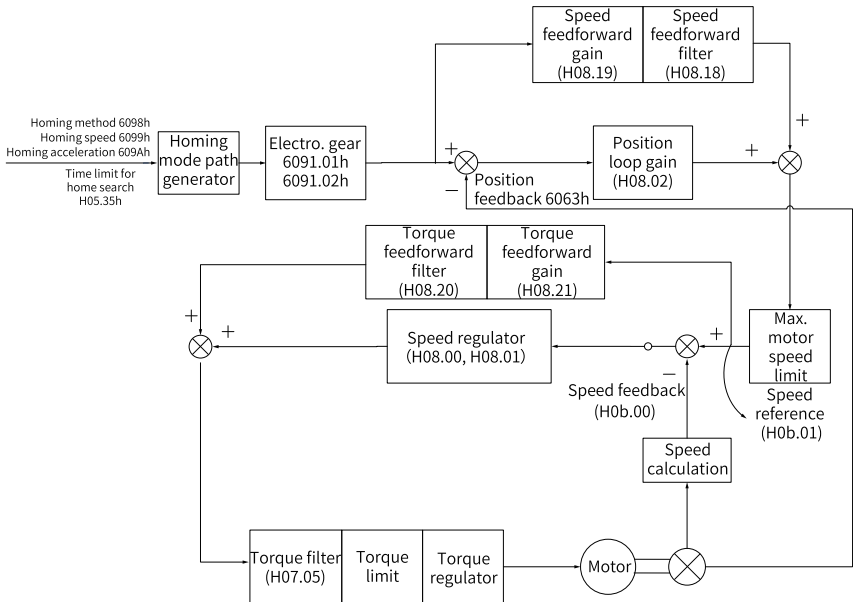 Speed
feedforward
gain
(H08.19)
Speed
feedforward
filter
(H08.18)
Homing method 6098h
Homing speed 6099h
Homing acceleration 609Ah
Time limit for
home search
H05.35h
Homing
mode path
generator
Electro. gear
6091.01h
6091.02h
+
−
Position
feedback 6063h
Position
loop gain
(H08.02)
+
+
Torque
feedforward
filter
(H08.20)
Torque
feedforward
gain
(H08.21)
+
+
Speed regulator
(H08.00, H08.01)
+
−
Speed feedback
(H0b.00)
Max.
motor
speed
limit
Speed
reference
(H0b.01)
Speed
calculation
Torque filter
(H07.05)
Torque
limit
Torque
regulator
Motor